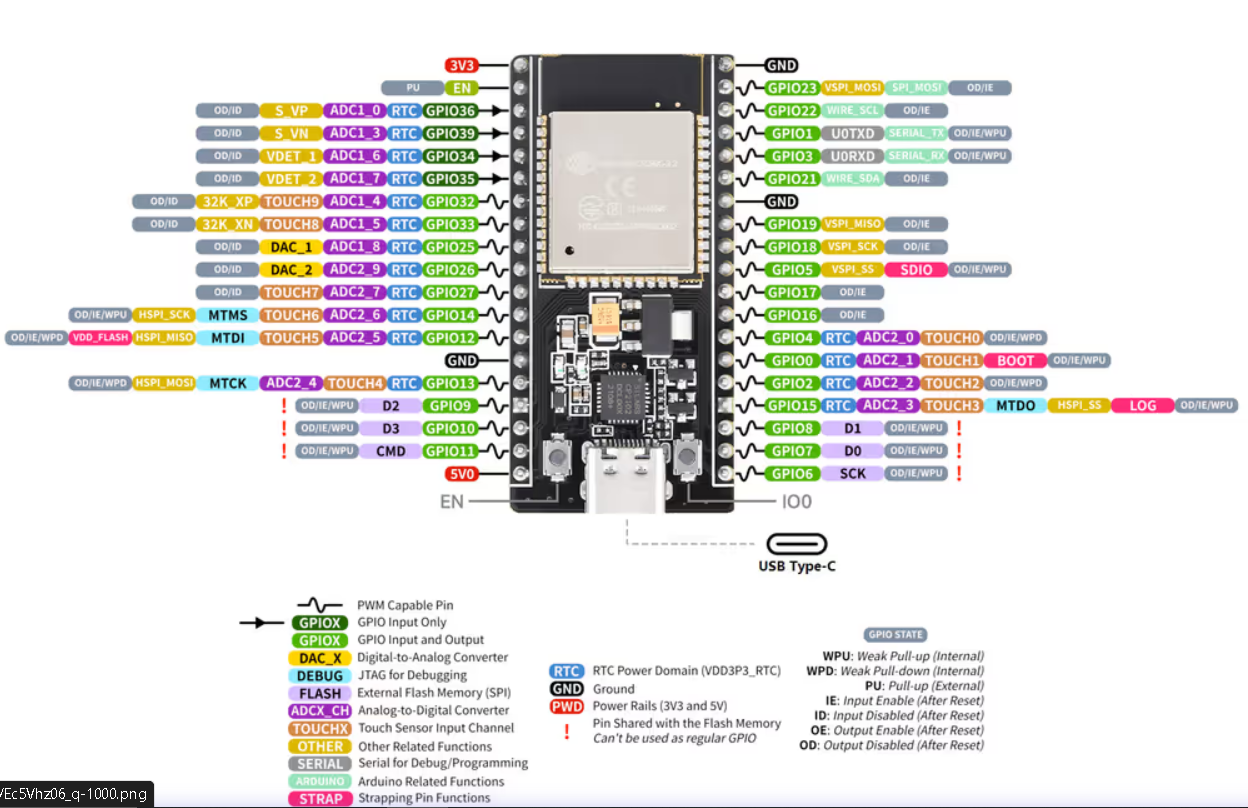 3V3 GND
PU EN GPIO23 VSPI_MOSI SPI_MOSI OD/IE
OD/ID S_VP ADC1_0 RTC GPIO36 GPIO22 WIRE_SCL OD/IE
OD/ID S_VN ADC1_3 RTC GPIO39 GPIO1 U0TXD SERIAL_TX OD/IE/WPU
OD/ID VDET_1 ADC1_6 RTC GPIO34 GPIO3 U0RXD SERIAL_RX OD/IE/WPU
OD/ID VDET_2 ADC1_7 RTC GPIO35 GPIO21 WIRE_SDA OD/IE
OD/ID 32K_XP TOUCH9 ADC1_4 RTC GPIO32 GND
OD/ID 32K_XN TOUCH8 ADC1_5 RTC GPIO33 GPIO19 VSPI_MISO OD/IE
OD/ID DAC_1 ADC1_8 RTC GPIO25 GPIO18 VSPI_SCK OD/IE
OD/ID DAC_2 ADC2_9 RTC GPIO26 GPIO5 VSPI_SS SDIO OD/IE/WPU
OD/ID TOUCH7 ADC2_7 RTC GPIO27 GPIO17 OD/IE
OD/IE/WPU HSPI_SCK MTMS TOUCH6 ADC2_6 RTC GPIO14 GPIO16 OD/IE
OD/IE/WPD VDD_FLASH HSPI_MISO MTDI TOUCH5 ADC2_5 RTC GPIO12 GPIO4 RTC ADC2_0 TOUCH0 OD/IE/WPD
GND GPIO0 RTC ADC2_1 TOUCH1 BOOT OD/IE/WPU
OD/IE/WPD HSPI_MOSI MTCK ADC2_4 TOUCH4 RTC GPIO13 GPIO2 RTC ADC2_2 TOUCH2 OD/IE/WPD
! OD/IE/WPU D2 GPIO9 GPIO15 RTC ADC2_3 TOUCH3 MTDO HSPI_SS LOG OD/IE/WPU
! OD/IE/WPU D3 GPIO10 GPIO8 D1 OD/IE/WPU !
! OD/IE/WPU CMD GPIO11 GPIO7 D0 OD/IE/WPU !
5V0 GPIO6 SCK OD/IE/WPU !
EN IO0
USB Type-C
PWM Capable Pin
GPIOX GPIO Input Only
GPIOX GPIO Input and Output
DAC_X Digital-to-Analog Converter
DEBUG JTAG for Debugging
FLASH External Flash Memory (SPI)
ADCX_CH Analog-to-Digital Converter
TOUCHX Touch Sensor Input Channel
OTHER Other Related Functions
SERIAL Serial for Debug/Programming
ARDUINO Arduino Related Functions
STRAP Strapping Pin Functions
RTC RTC Power Domain (VDD3P3_RTC)
GND Ground
PWD Power Rails (3V3 and 5V)
! Pin Shared with the Flash Memory
Can't be used as regular GPIO
GPIO STATE
WPU: Weak Pull-up (Internal)
WPD: Weak Pull-down (Internal)
PU: Pull-up (External)
IE: Input Enable (After Reset)
ID: Input Disabled (After Reset)
OE: Output Enable (After Reset)
OD: Output Disabled (After Reset)
/Ec5Vhz06_q-1000.png